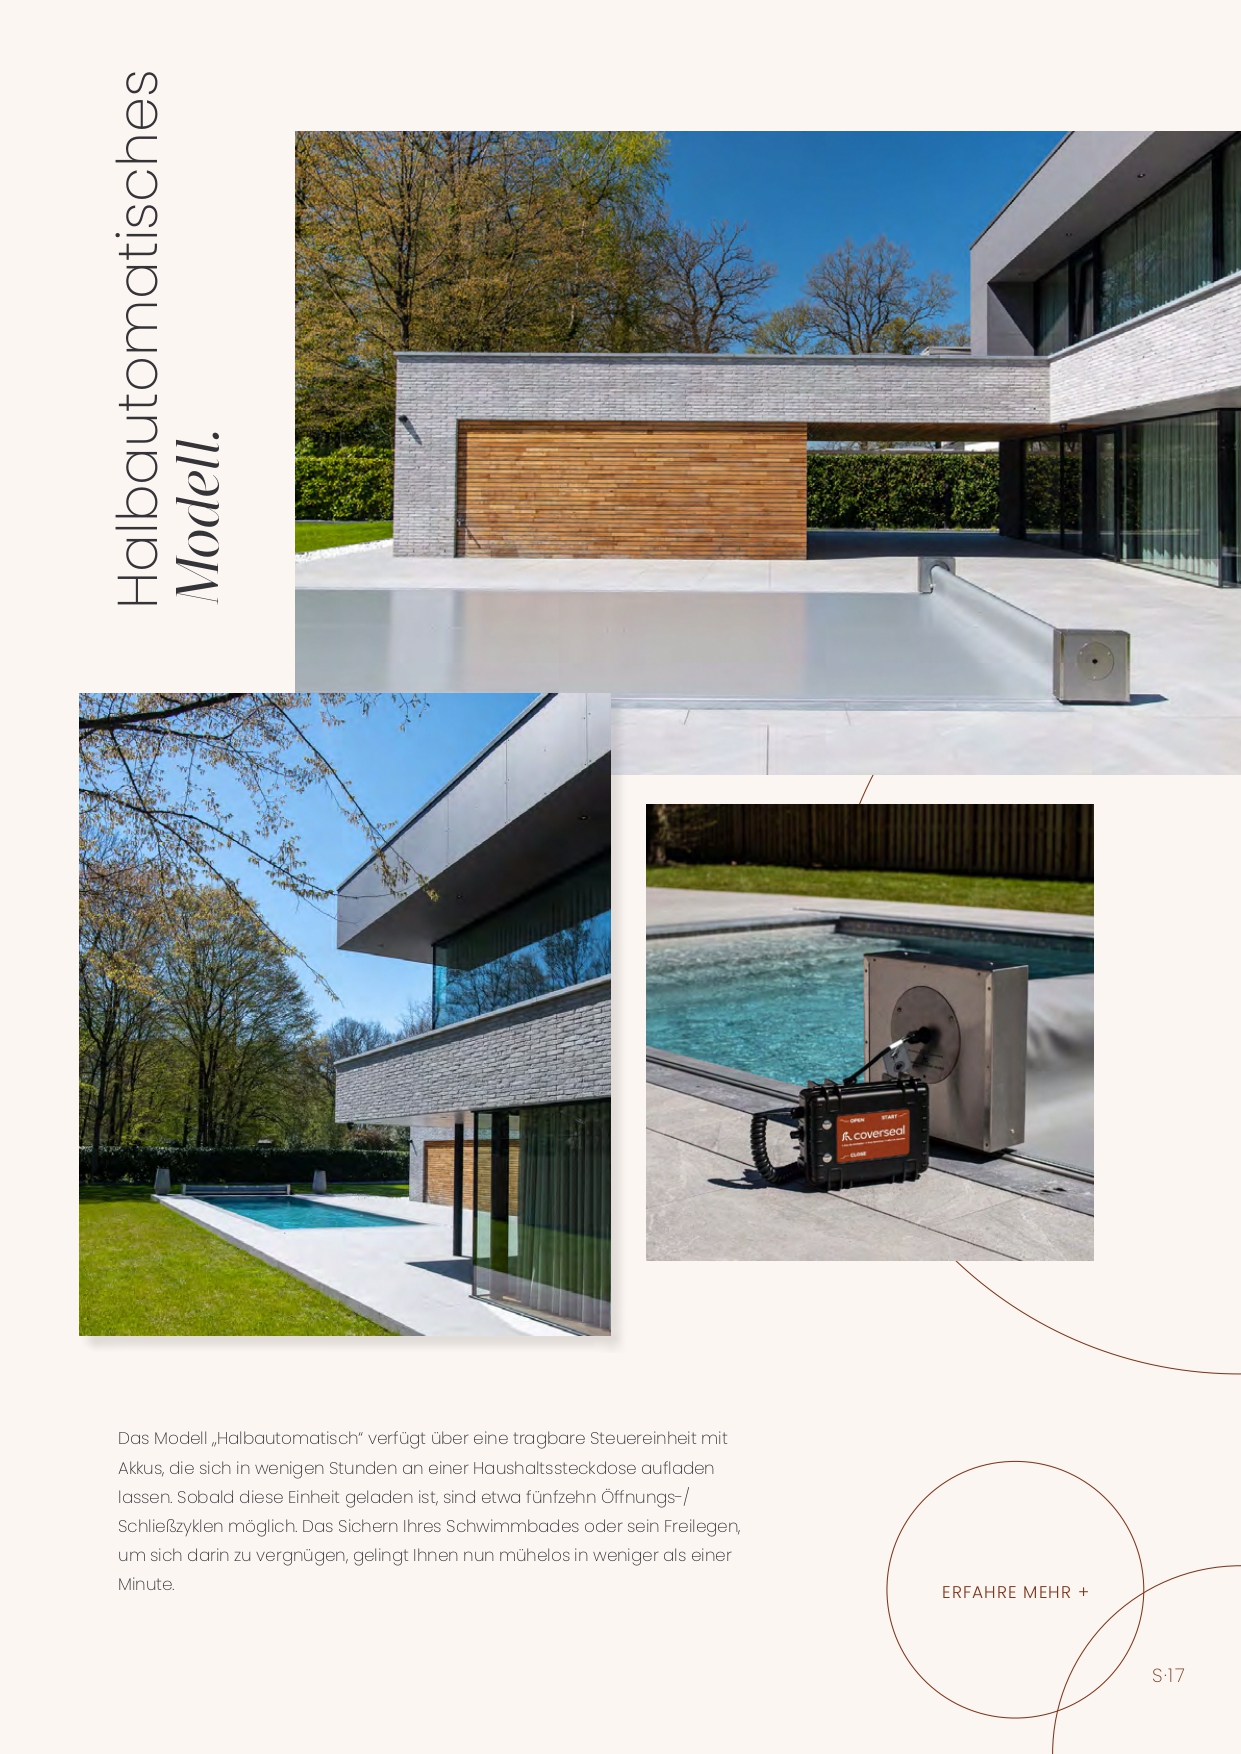 Halbautomatisches
Modell.
OPEN START
coverseal
CLOSE
Das Modell „Halbautomatisch“ verfügt über eine tragbare Steuereinheit mit
Akkus, die sich in wenigen Stunden an einer Haushaltssteckdose aufladen
lassen. Sobald diese Einheit geladen ist, sind etwa fünfzehn Öffnungs-/
Schließzyklen möglich. Das Sichern Ihres Schwimmbades oder sein Freilegen,
um sich darin zu vergnügen, gelingt Ihnen nun mühelos in weniger als einer
Minute.
ERFAHRE MEHR +
S·17